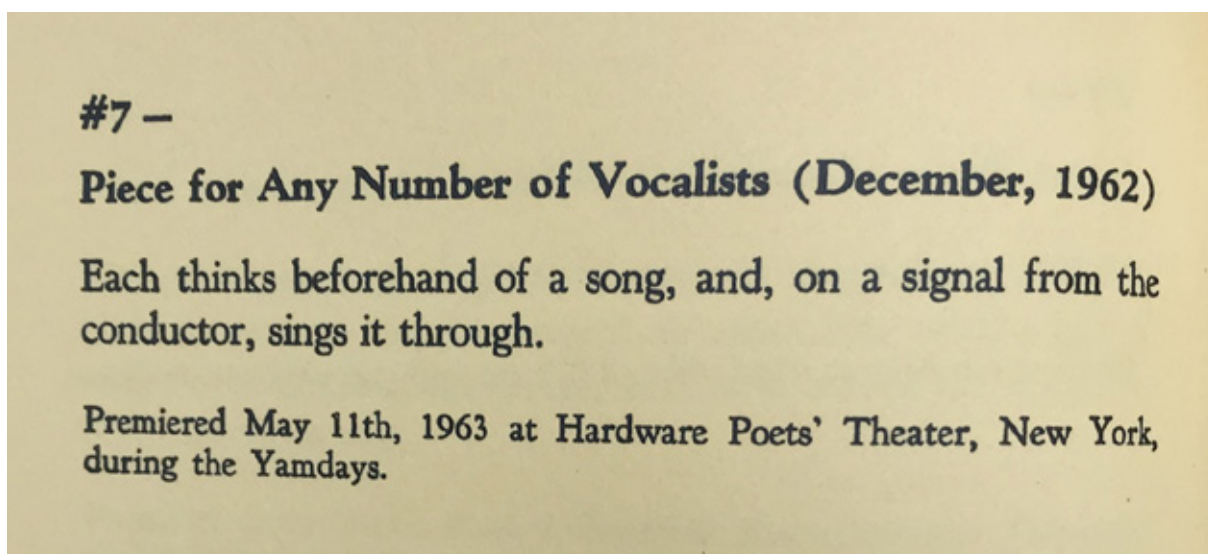 #7 —
Piece for Any Number of Vocalists (December, 1962)
Each thinks beforehand of a song, and, on a signal from the
conductor, sings it through.
Premiered May 11th, 1963 at Hardware Poets' Theater, New York,
during the Yamdays.